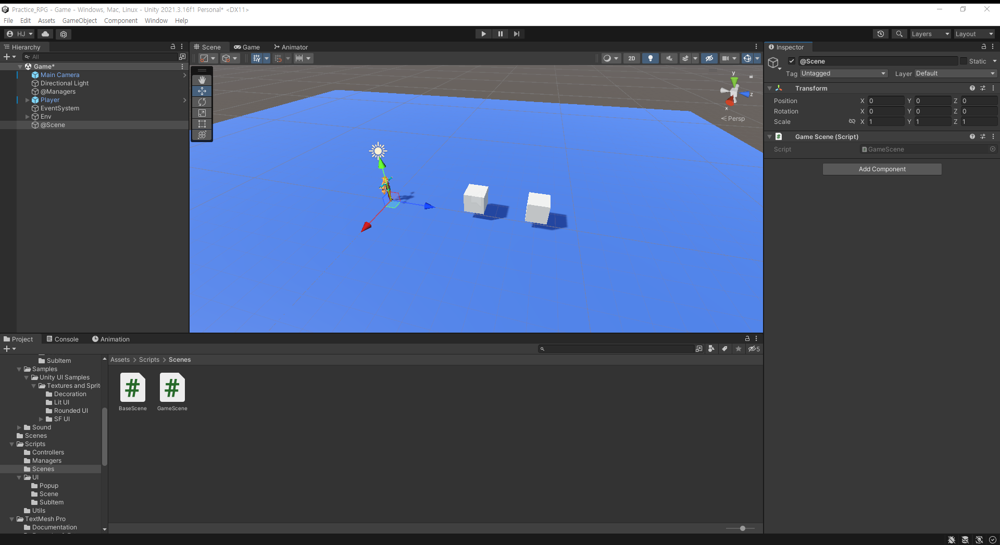 Practice_RPG - Game - Windows, Mac, Linux - Unity 2021.3.16f1 Personal* <DX11>
File Edit Assets GameObject Component Window Help
HJ
Layers Layout
Hierarchy
All
Game*
Main Camera
Directional Light
@Managers
Player
EventSystem
Env
@Scene
Scene Game Animator
2D
y
z
x
Persp
Inspector
@Scene Static
Tag Untagged Layer Default
Transform
Position X 0 Y 0 Z 0
Rotation X 0 Y 0 Z 0
Scale X 1 Y 1 Z 1
# Game Scene (Script)
Script GameScene
Add Component
Project Console Animation
5
SubItem
Samples
Unity UI Samples
Textures and Sprit
Decoration
Lit UI
Rounded UI
SF UI
Sound
Scenes
Scripts
Controllers
Managers
Scenes
UI
Popup
Scene
SubItem
Utils
TextMesh Pro
Documentation
Assets > Scripts > Scenes
# #
BaseScene GameScene